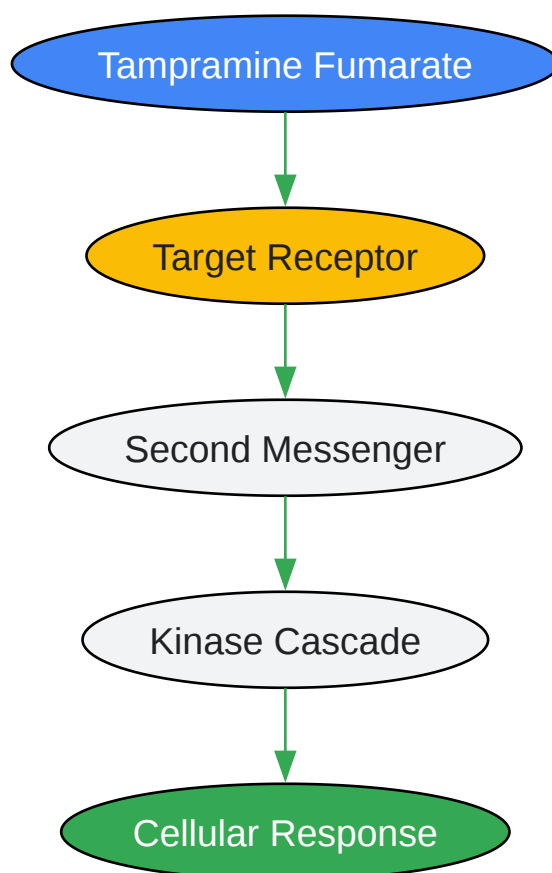 Tampramine Fumarate
Target Receptor
Second Messenger
Kinase Cascade
Cellular Response